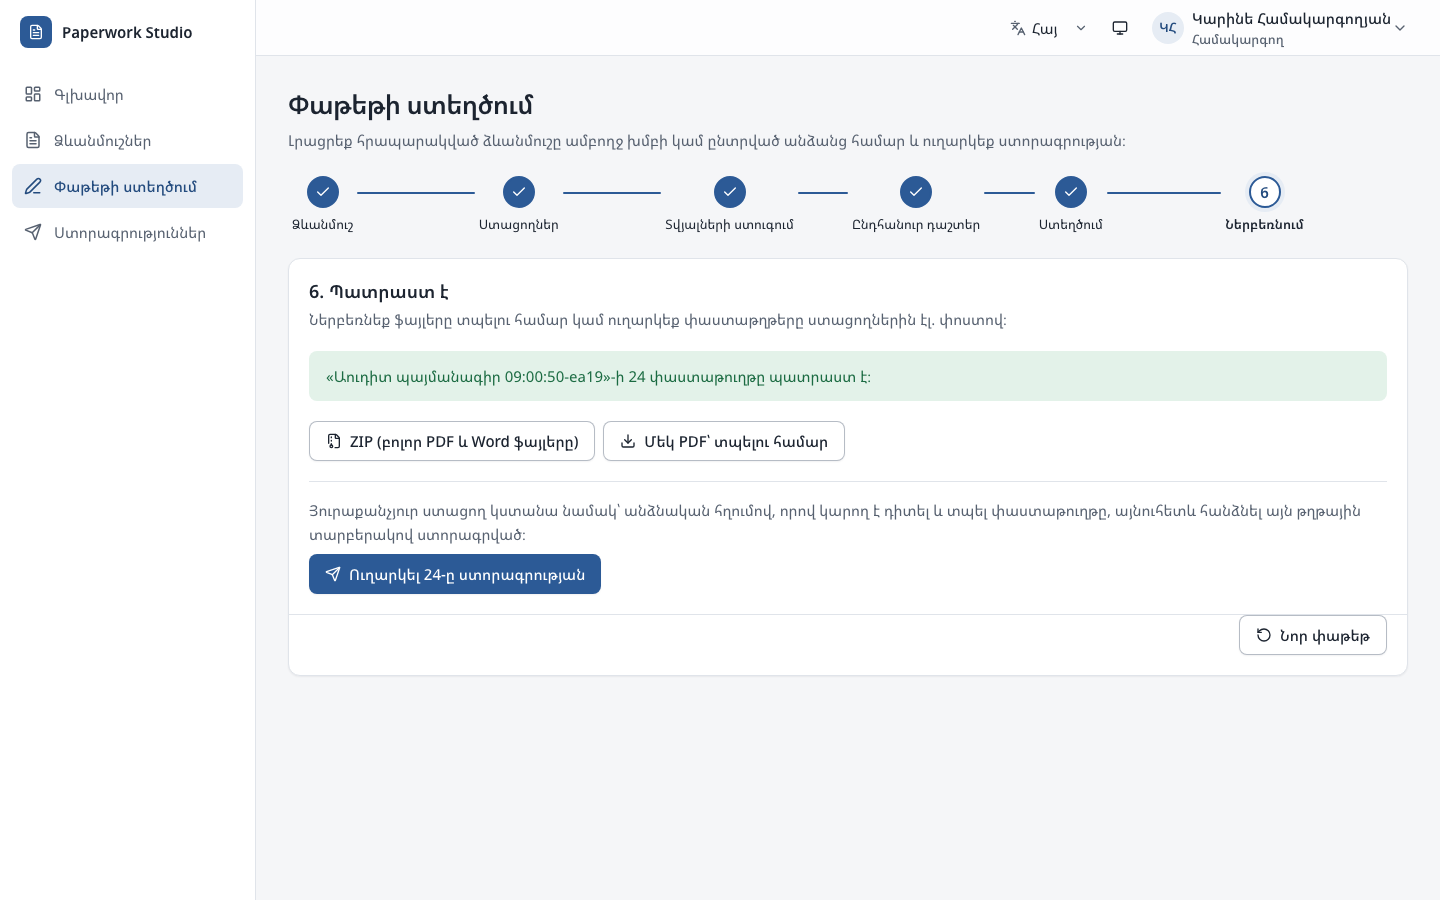 Paperwork Studio
Հայ
ԿՀ
Կարինե Համակարգողյան
Համակարգող
Գլխավոր
Ձևանմուշներ
Փաթեթի ստեղծում
Ստորագրություններ
Փաթեթի ստեղծում
Լրացրեք հրապարակված ձևանմուշը ամբողջ խմբի կամ ընտրված անձանց համար և ուղարկեք ստորագրության։
Ձևանմուշ
Ստացողներ
Տվյալների ստուգում
Ընդհանուր դաշտեր
Ստեղծում
6
Ներբեռնում
6. Պատրաստ է
Ներբեռնեք ֆայլերը տպելու համար կամ ուղարկեք փաստաթղթերը ստացողներին էլ. փոստով։
«Աուդիտ պայմանագիր 09:00:50-ea19»-ի 24 փաստաթուղթը պատրաստ է։
ZIP (բոլոր PDF և Word ֆայլերը)
Մեկ PDF՝ տպելու համար
Յուրաքանչյուր ստացող կստանա նամակ՝ անձնական հղումով, որով կարող է դիտել և տպել փաստաթուղթը, այնուհետև հանձնել այն թղթային
տարբերակով ստորագրված։
Ուղարկել 24-ը ստորագրության
Նոր փաթեթ